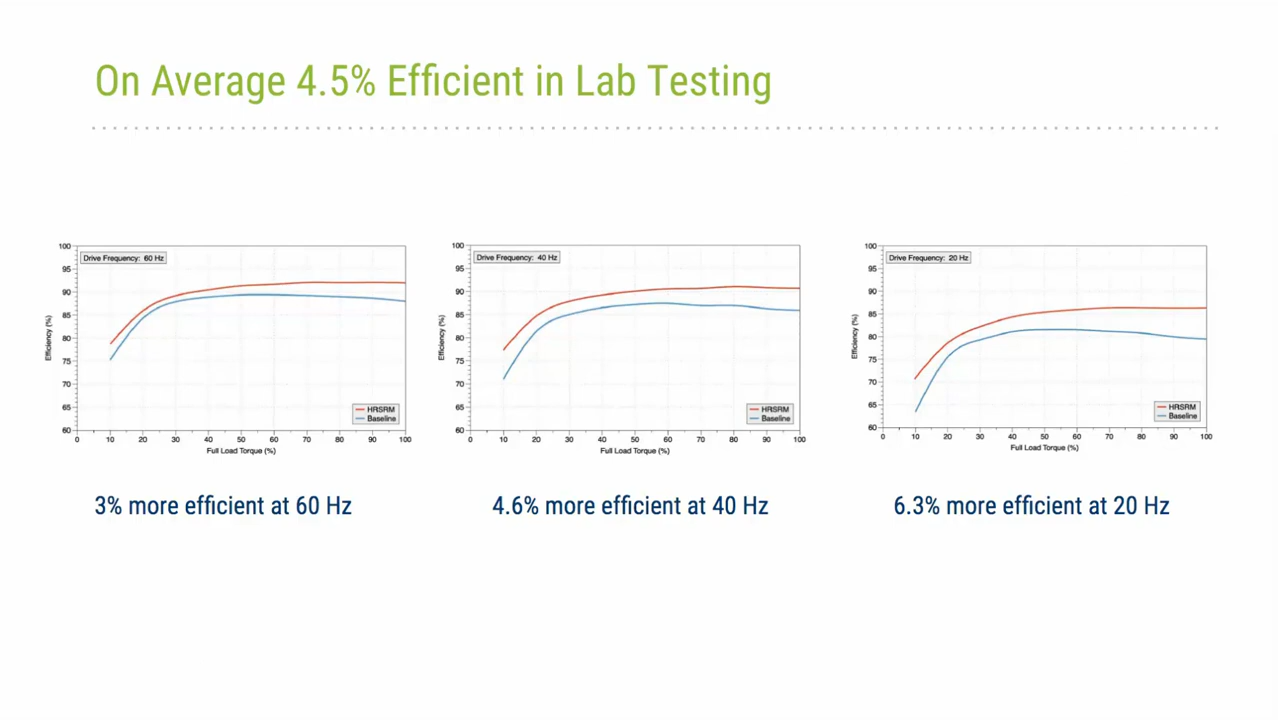 On Average 4.5% Efficient in Lab Testing
Drive Frequency: 60 Hz
100
95
90
85
80
75
70
65
60
Efficiency (%)
HRSRM
Baseline
0 10 20 30 40 50 60 70 80 90 100
Full Load Torque (%)
3% more efficient at 60 Hz
Drive Frequency: 40 Hz
100
95
90
85
80
75
70
65
60
Efficiency (%)
HRSRM
Baseline
0 10 20 30 40 50 60 70 80 90 100
Full Load Torque (%)
4.6% more efficient at 40 Hz
Drive Frequency: 20 Hz
100
95
90
85
80
75
70
65
60
Efficiency (%)
HRSRM
Baseline
0 10 20 30 40 50 60 70 80 90 100
Full Load Torque (%)
6.3% more efficient at 20 Hz